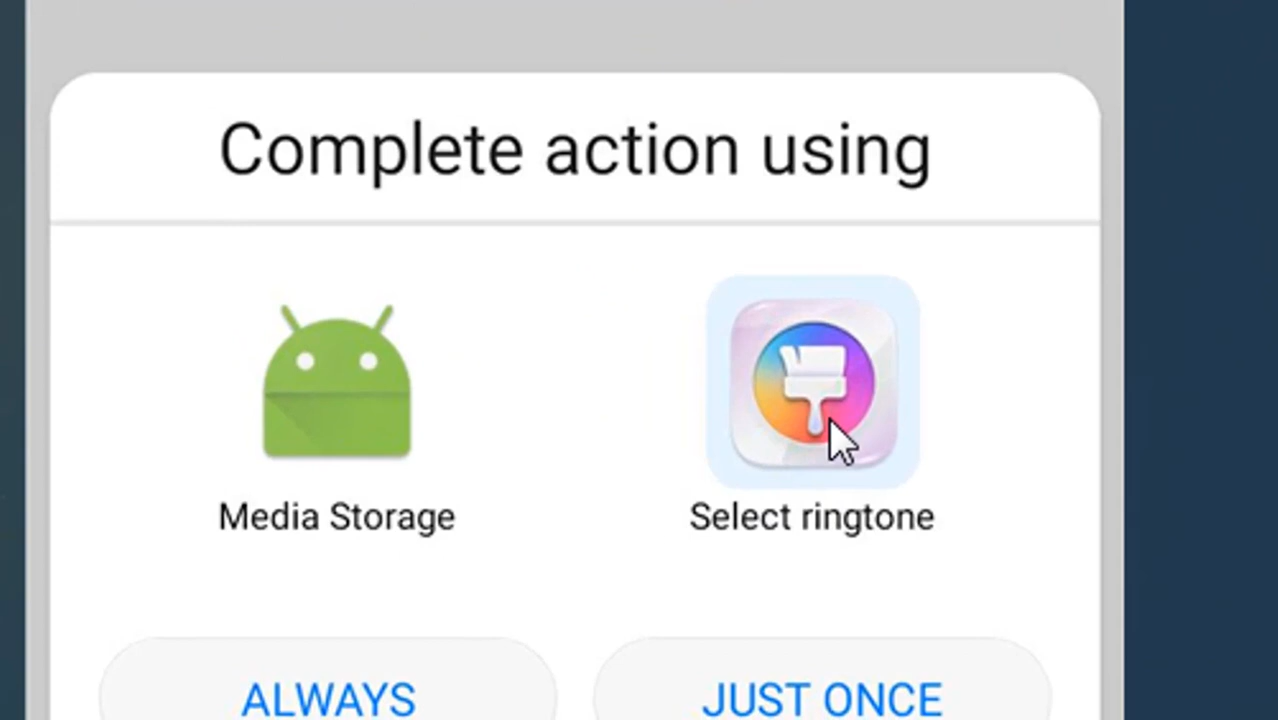 Complete action using
Media Storage
Select ringtone
ALWAYS
JUST ONCE